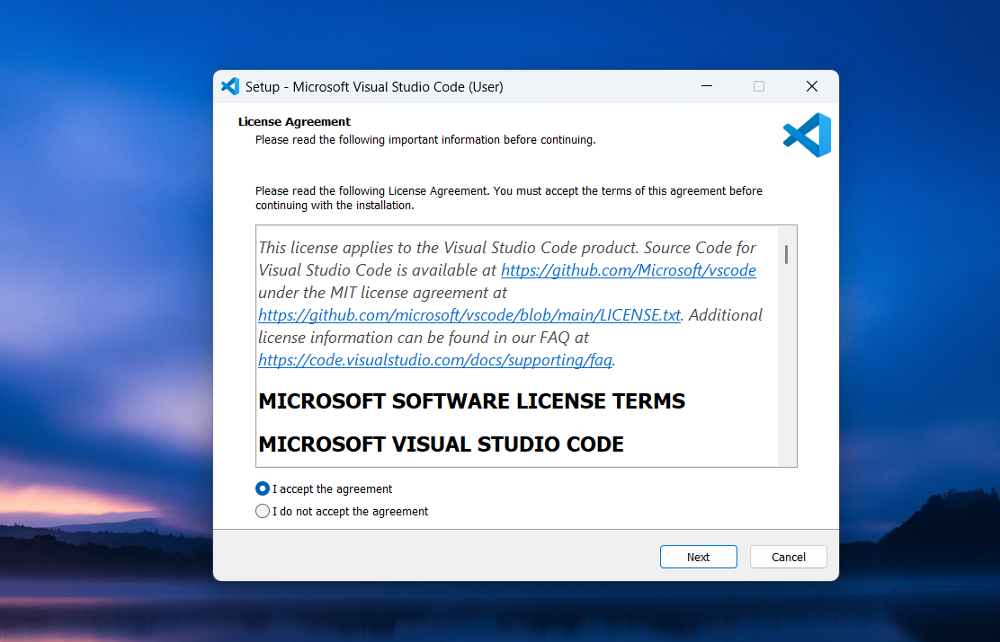 Setup - Microsoft Visual Studio Code (User)
License Agreement
Please read the following important information before continuing.
Please read the following License Agreement. You must accept the terms of this agreement before
continuing with the installation.
This license applies to the Visual Studio Code product. Source Code for
Visual Studio Code is available at https://github.com/Microsoft/vscode
under the MIT license agreement at
https://github.com/microsoft/vscode/blob/main/LICENSE.txt. Additional
license information can be found in our FAQ at
https://code.visualstudio.com/docs/supporting/faq.
MICROSOFT SOFTWARE LICENSE TERMS
MICROSOFT VISUAL STUDIO CODE
I accept the agreement
I do not accept the agreement
Next Cancel